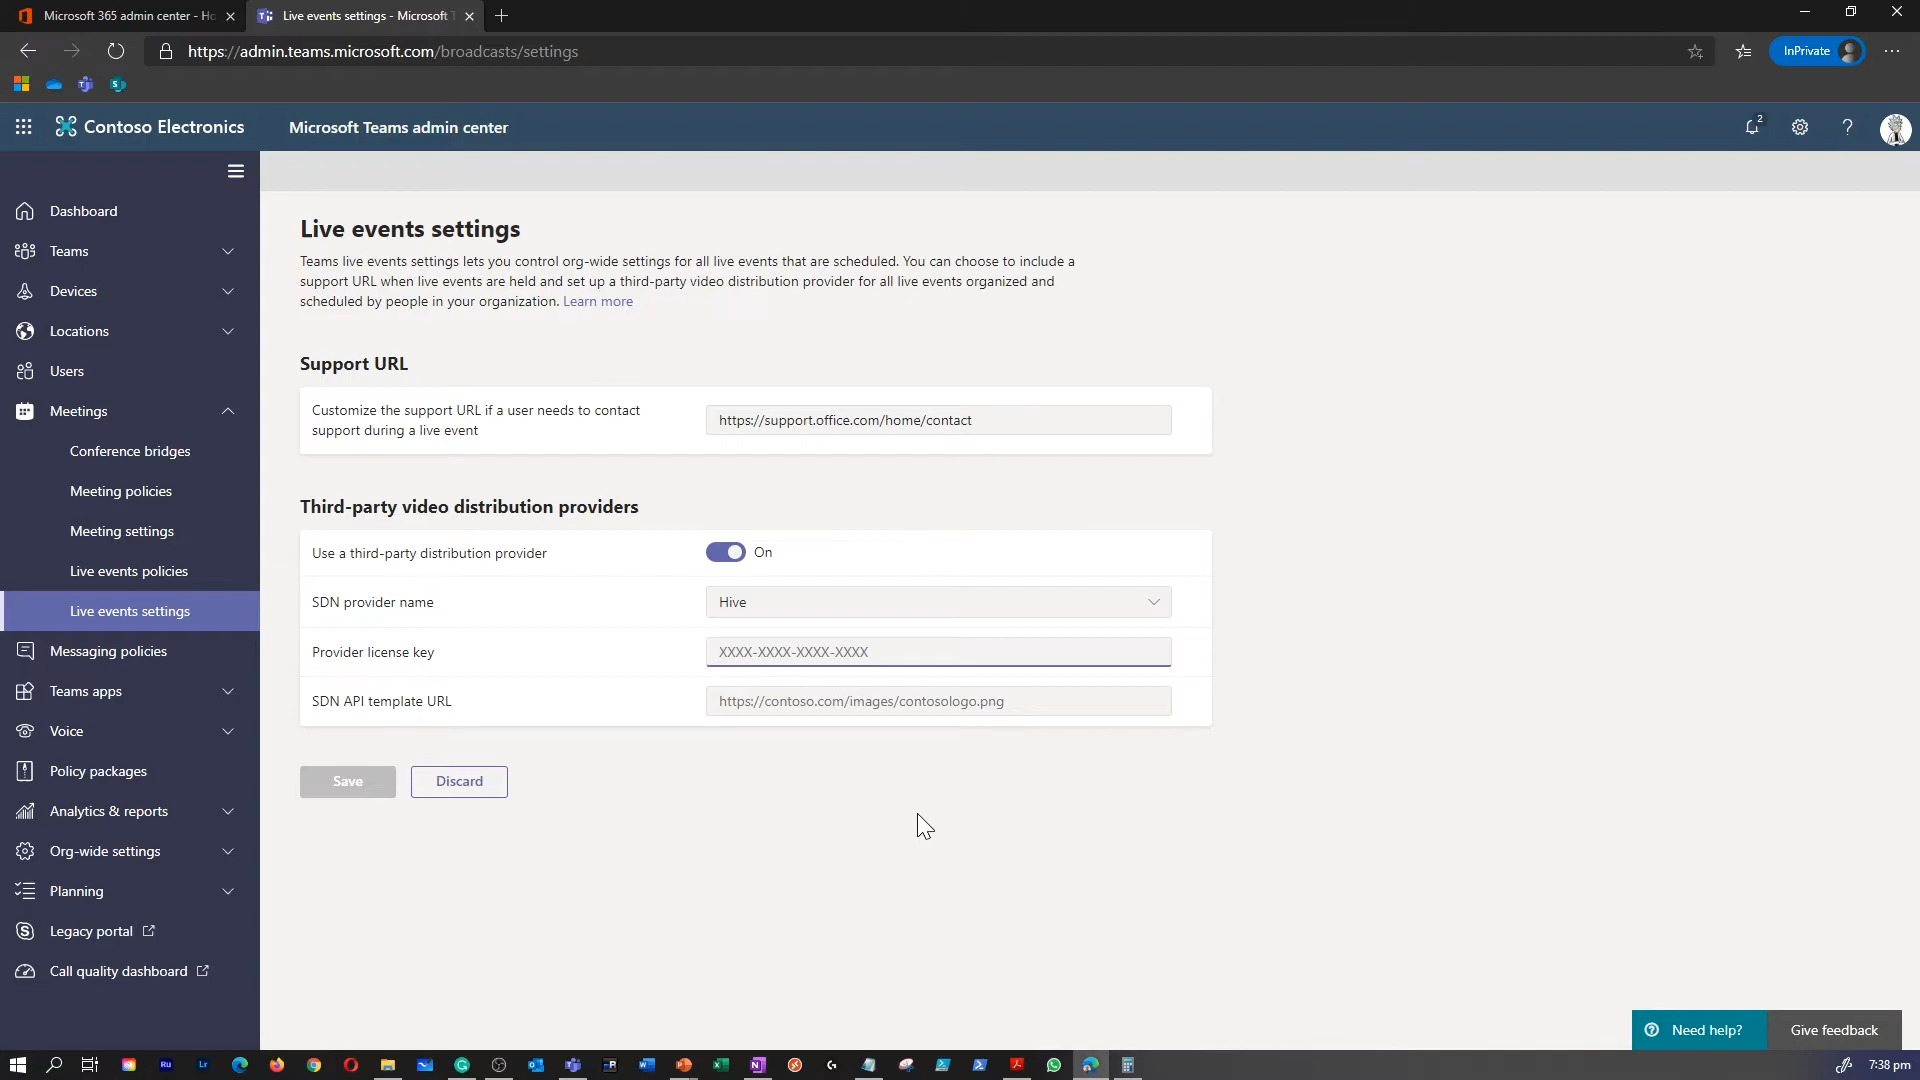 Microsoft 365 admin center - Ho
Live events settings - Microsoft T
https://admin.teams.microsoft.com/broadcasts/settings
InPrivate
Contoso Electronics
Microsoft Teams admin center
2
Dashboard
Teams
Devices
Locations
Users
Meetings
Conference bridges
Meeting policies
Meeting settings
Live events policies
Live events settings
Messaging policies
Teams apps
Voice
Policy packages
Analytics & reports
Org-wide settings
Planning
Legacy portal
Call quality dashboard
Live events settings
Teams live events settings lets you control org-wide settings for all live events that are scheduled. You can choose to include a
support URL when live events are held and set up a third-party video distribution provider for all live events organized and
scheduled by people in your organization. Learn more
Support URL
Customize the support URL if a user needs to contact
support during a live event
https://support.office.com/home/contact
Third-party video distribution providers
Use a third-party distribution provider
On
SDN provider name
Hive
Provider license key
XXXX-XXXX-XXXX-XXXX
SDN API template URL
https://contoso.com/images/contosologo.png
Save
Discard
Need help?
Give feedback
7:38 pm